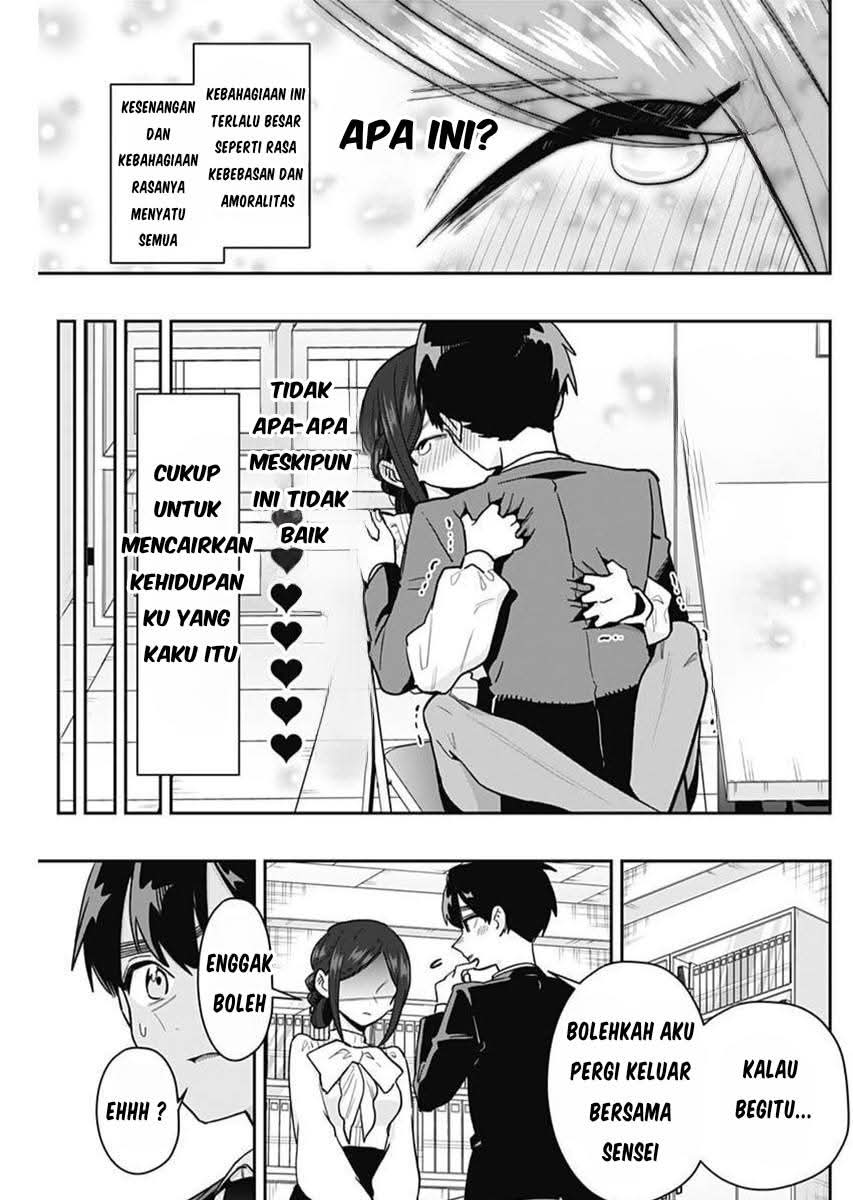 APA INI?
KEBAHAGIAAN INI
TERLALU BESAR
SEPERTI RASA
KEBEBASAN DAN
AMORALITAS
KESENANGAN
DAN
KEBAHAGIAAN
RASANYA
MENYATU
SEMUA
TIDAK
APA-APA
MESKIPUN
INI TIDAK
BAIK
CUKUP
UNTUK
MENCAIRKAN
KEHIDUPAN
KU YANG
KAKU ITU
KALAU
BEGITU...
BOLEHKAH AKU
PERGI KELUAR
BERSAMA
SENSEI
ENGGAK
BOLEH
EHHH ?